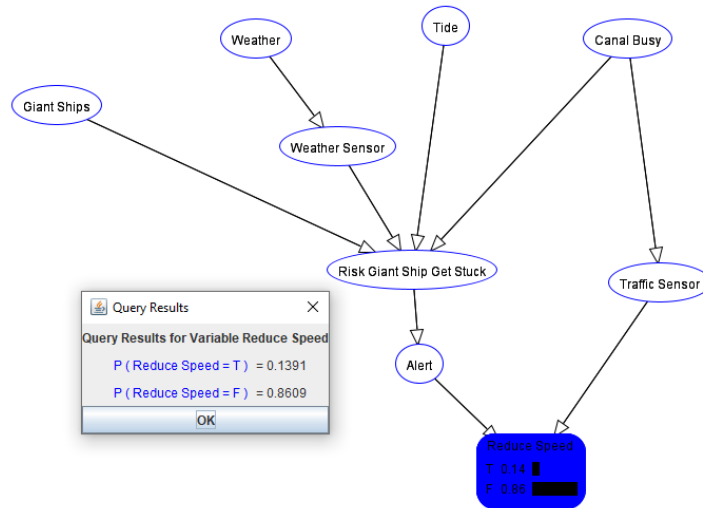 Tide
Weather
Canal Busy
Giant Ships
Weather Sensor
Risk Giant Ship Get Stuck
Traffic Sensor
Query Results
Query Results for Variable Reduce Speed
P ( Reduce Speed = T ) = 0.1391
P ( Reduce Speed = F ) = 0.8609
OK
Alert
Reduce Speed
T 0.14
F 0.86